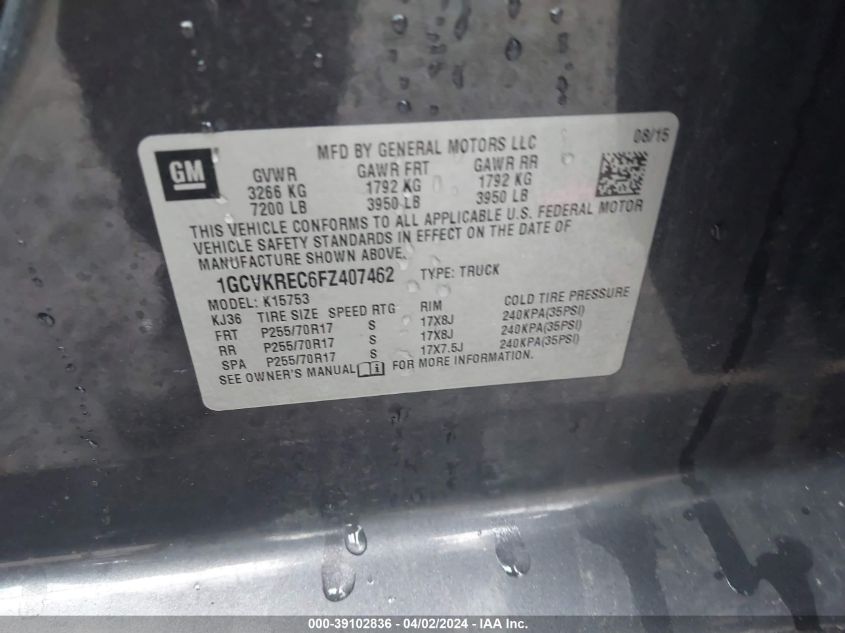 GM
MFD BY GENERAL MOTORS LLC 08/15
GVWR GAWR FRT GAWR RR
3266 KG 1792 KG 1792 KG
7200 LB 3950 LB 3950 LB
THIS VEHICLE CONFORMS TO ALL APPLICABLE U.S. FEDERAL MOTOR
VEHICLE SAFETY STANDARDS IN EFFECT ON THE DATE OF
MANUFACTURE SHOWN ABOVE.
1GCVKREC6FZ407462 TYPE: TRUCK
MODEL: K15753
KJ36 TIRE SIZE SPEED RTG RIM COLD TIRE PRESSURE
FRT P255/70R17 S 17X8J 240KPA(35PSI)
RR P255/70R17 S 17X8J 240KPA(35PSI)
SPA P255/70R17 S 17X7.5J 240KPA(35PSI)
SEE OWNER'S MANUAL i FOR MORE INFORMATION.
000-39102836 - 04/02/2024 - IAA Inc.